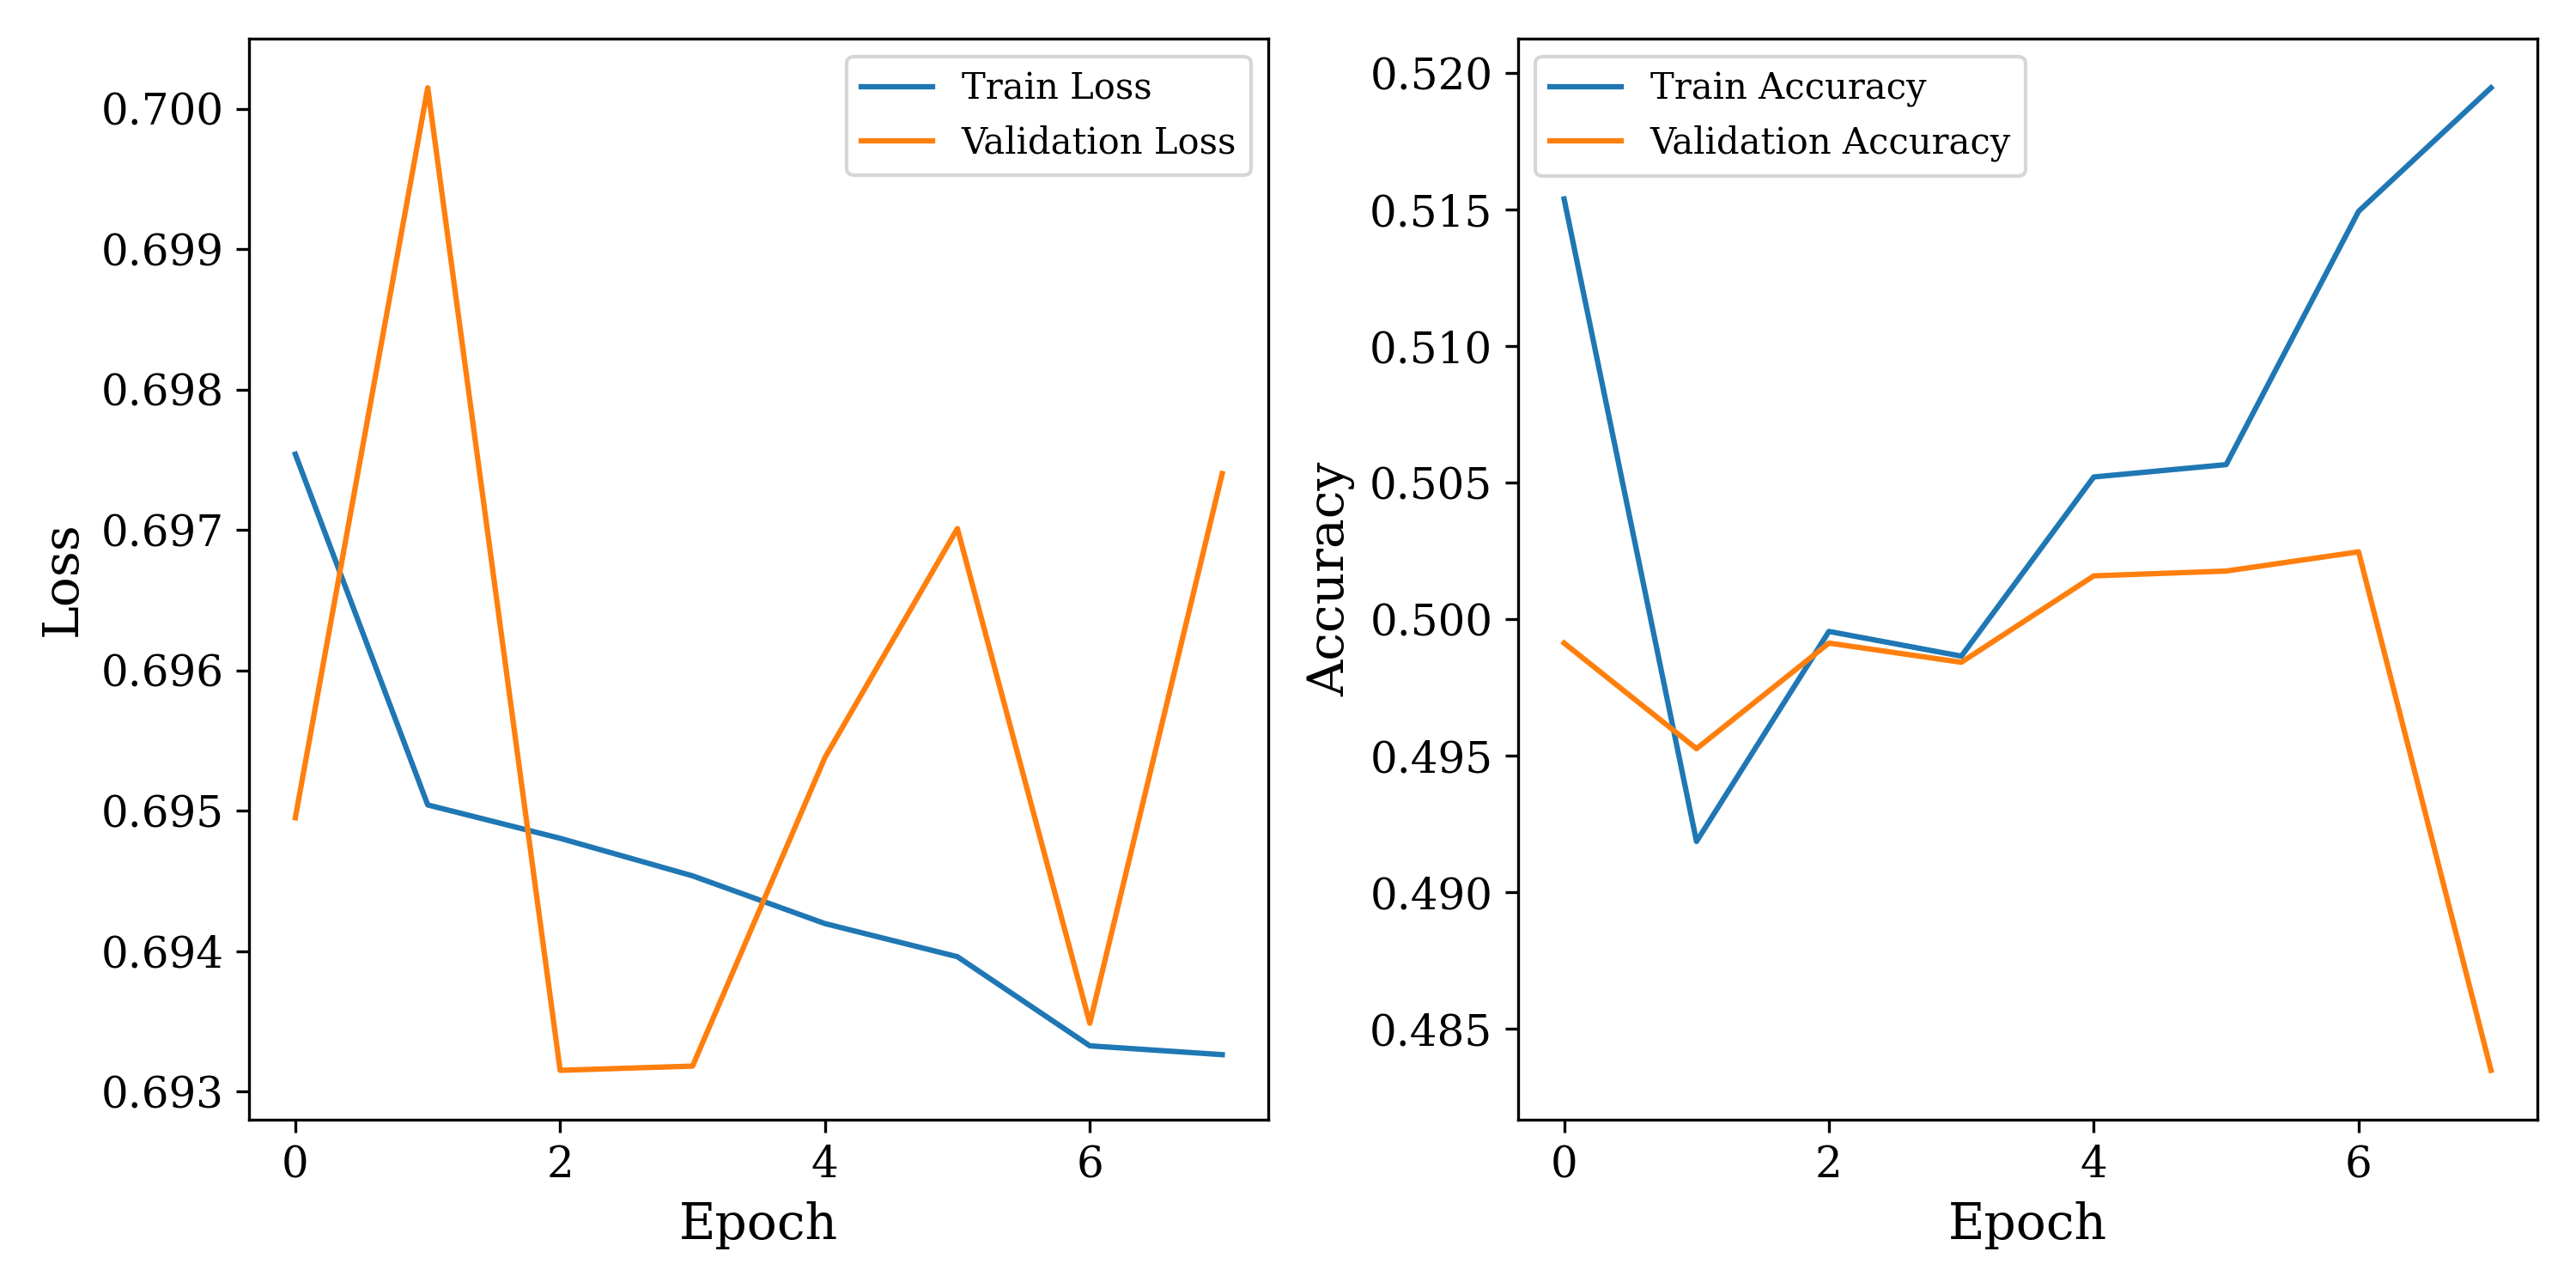 Train Loss
Validation Loss
0.700
0.699
0.698
0.697
0.696
0.695
0.694
0.693
Loss
0 2 4 6
Epoch
Train Accuracy
Validation Accuracy
0.520
0.515
0.510
0.505
0.500
0.495
0.490
0.485
Accuracy
0 2 4 6
Epoch